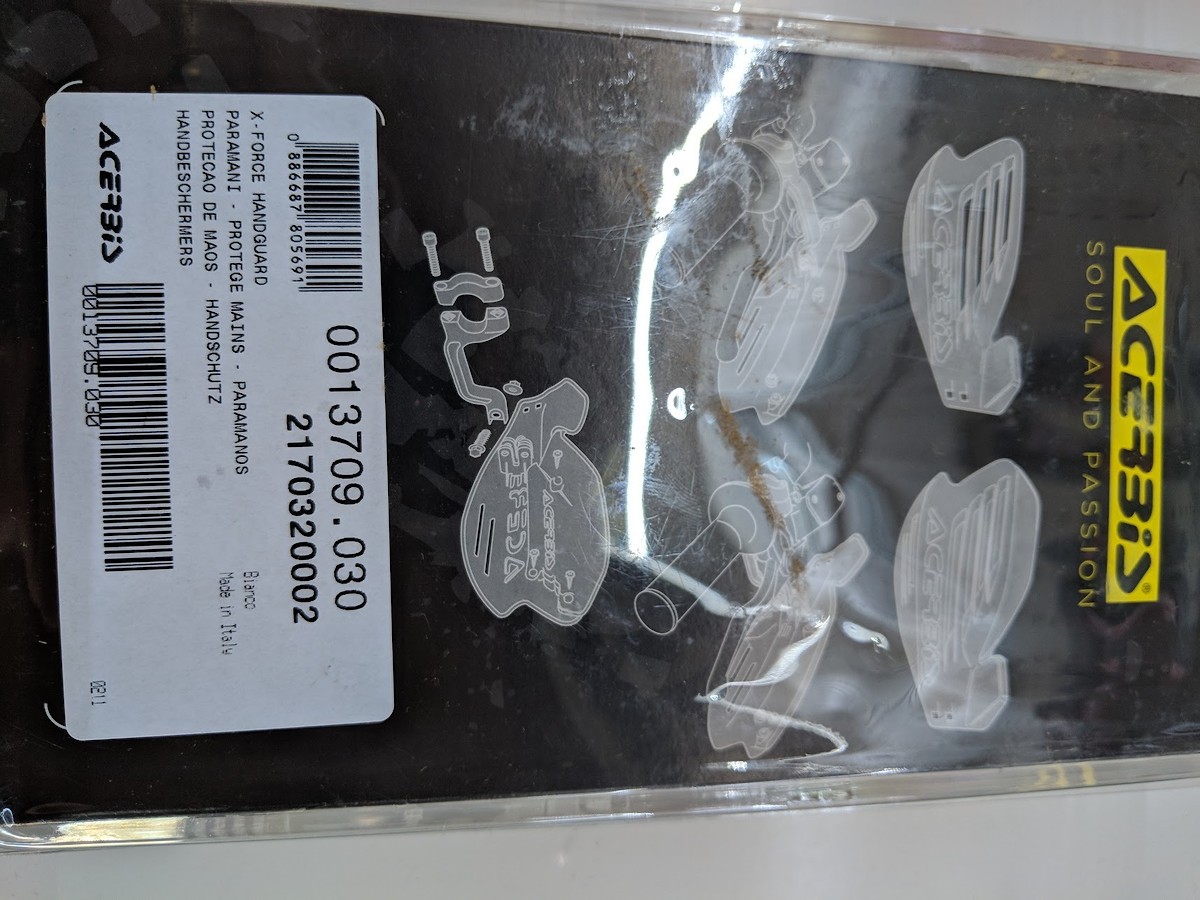 ACERBIS®
SOUL AND PASSION
ACERBIS
ACERBIS
0013709.030
2170320002
0 886687 805691
X-FORCE HANDGUARD
PARAMANI - PROTEGE MAINS - PARAMANOS
PROTECAO DE MAOS - HANDSCHUTZ
HANDBESCHERMERS
Bianco
Made in Italy
0211
ACERBIS
0013709.030